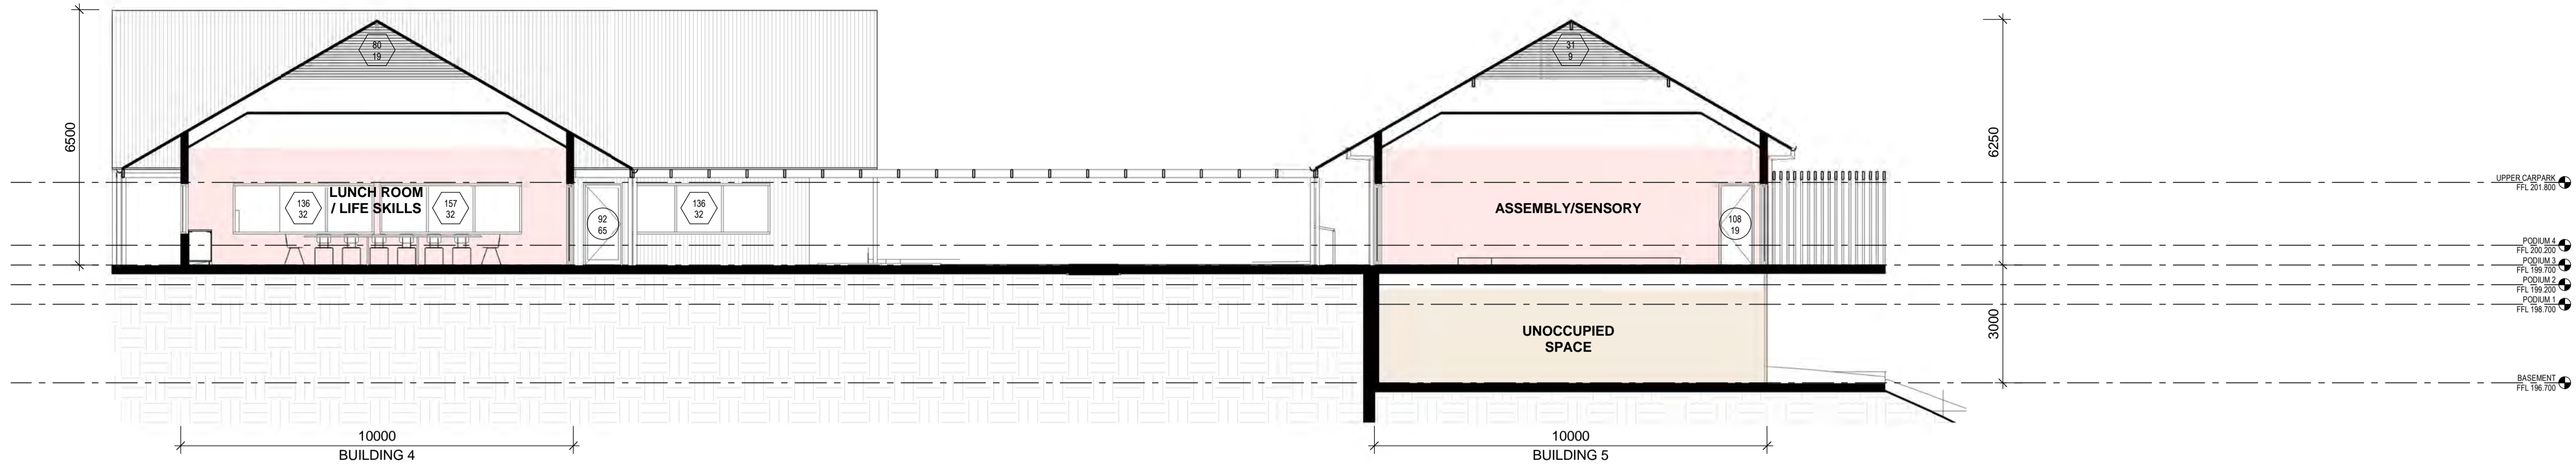 80
19
31
9
6500
6250
UPPER CARPARK
FFL 201.800
136
32
LUNCH ROOM
/ LIFE SKILLS
157
32
92
65
136
32
ASSEMBLY/SENSORY
108
19
PODIUM 4
FFL 200.200
PODIUM 3
FFL 199.700
PODIUM 2
FFL 199.200
PODIUM 1
FFL 198.700
UNOCCUPIED
SPACE
3000
BASEMENT
FFL 196.700
10000
BUILDING 4
10000
BUILDING 5